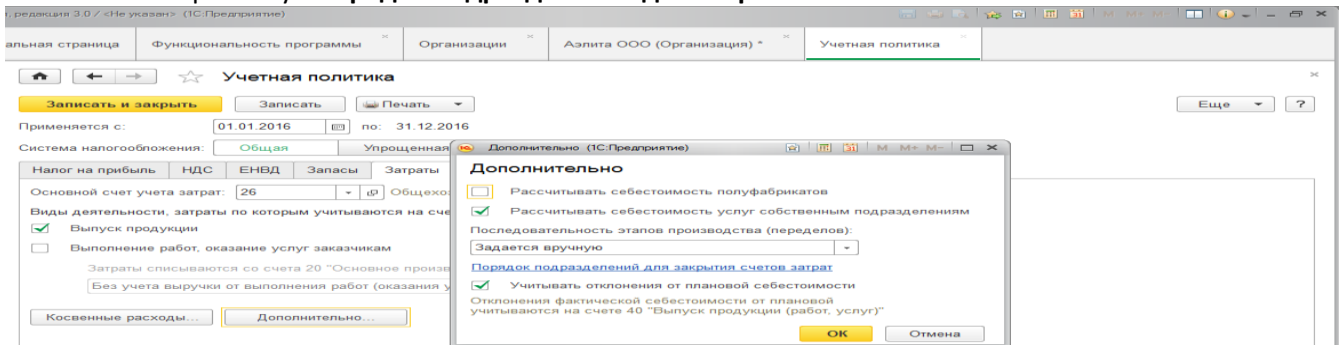 , редакция 3.0 / <Не указан> (1С:Предприятие) M M+ M-
альная страница Функциональность программы Организации Аэлита ООО (Организация) * Учетная политика
Учетная политика
Записать и закрыть Записать Печать Еще ?
Применяется с: 01.01.2016 по: 31.12.2016
Система налогообложения: Общая Упрощенная
Налог на прибыль НДС ЕНВД Запасы Затраты
Основной счет учета затрат: 26 Общехоз
Виды деятельности, затраты по которым учитываются на сче
Выпуск продукции
Выполнение работ, оказание услуг заказчикам
Затраты списываются со счета 20 "Основное произв
Без учета выручки от выполнения работ (оказания у
Косвенные расходы... Дополнительно...
Дополнительно (1С:Предприятие) M M+ M-
Дополнительно
Рассчитывать себестоимость полуфабрикатов
Рассчитывать себестоимость услуг собственным подразделениям
Последовательность этапов производства (переделов):
Задается вручную
Порядок подразделений для закрытия счетов затрат
Учитывать отклонения от плановой себестоимости
Отклонения фактической себестоимости от плановой
учитываются на счете 40 "Выпуск продукции (работ, услуг)"
ОК Отмена